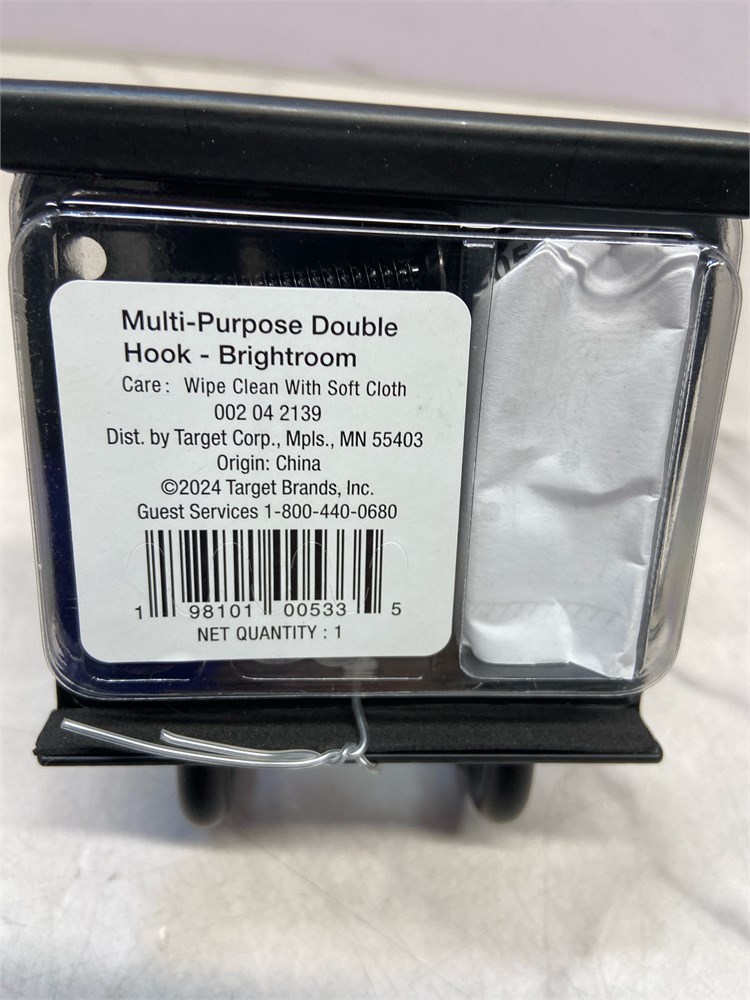 Multi-Purpose Double
Hook - Brightroom
Care: Wipe Clean With Soft Cloth
002 04 2139
Dist. by Target Corp., Mpls., MN 55403
Origin: China
©2024 Target Brands, Inc.
Guest Services 1-800-440-0680
1 98101 00533 5
NET QUANTITY : 1